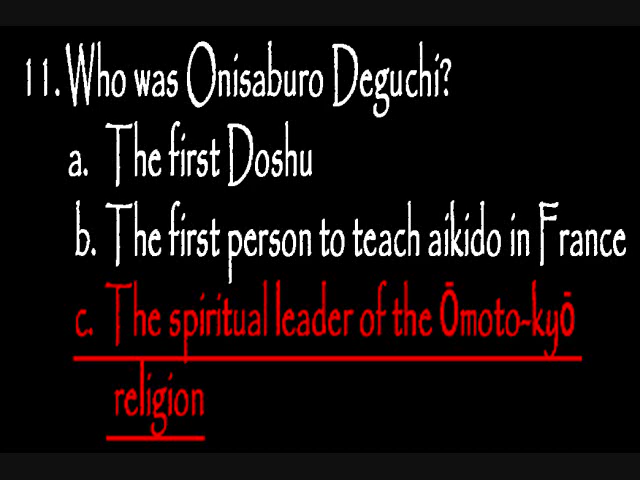 11. Who was Onisaburo Deguchi?
a. The first Doshu
b. The first person to teach aikido in France
c. The spiritual leader of the Ōmoto-kyō
religion